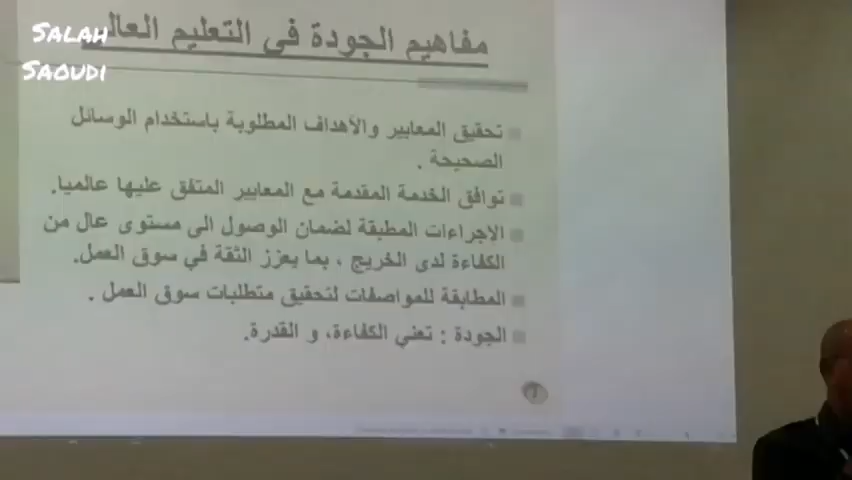 SALAH
SAOUDI
مفاهيم الجودة في التعليم العال
تحقيق المعايير والأهداف المطلوبة باستخدام الوسائل
الصحيحة .
توافق الخدمة المقدمة مع المعايير المتفق عليها عالميا.
الإجراءات المطبقة لضمان الوصول الى مستوى عال من
الكفاءة لدى الخريج ، بما يعزز الثقة في سوق العمل.
المطابقة للمواصفات لتحقيق متطلبات سوق العمل .
الجودة : تعني الكفاءة، و القدرة.